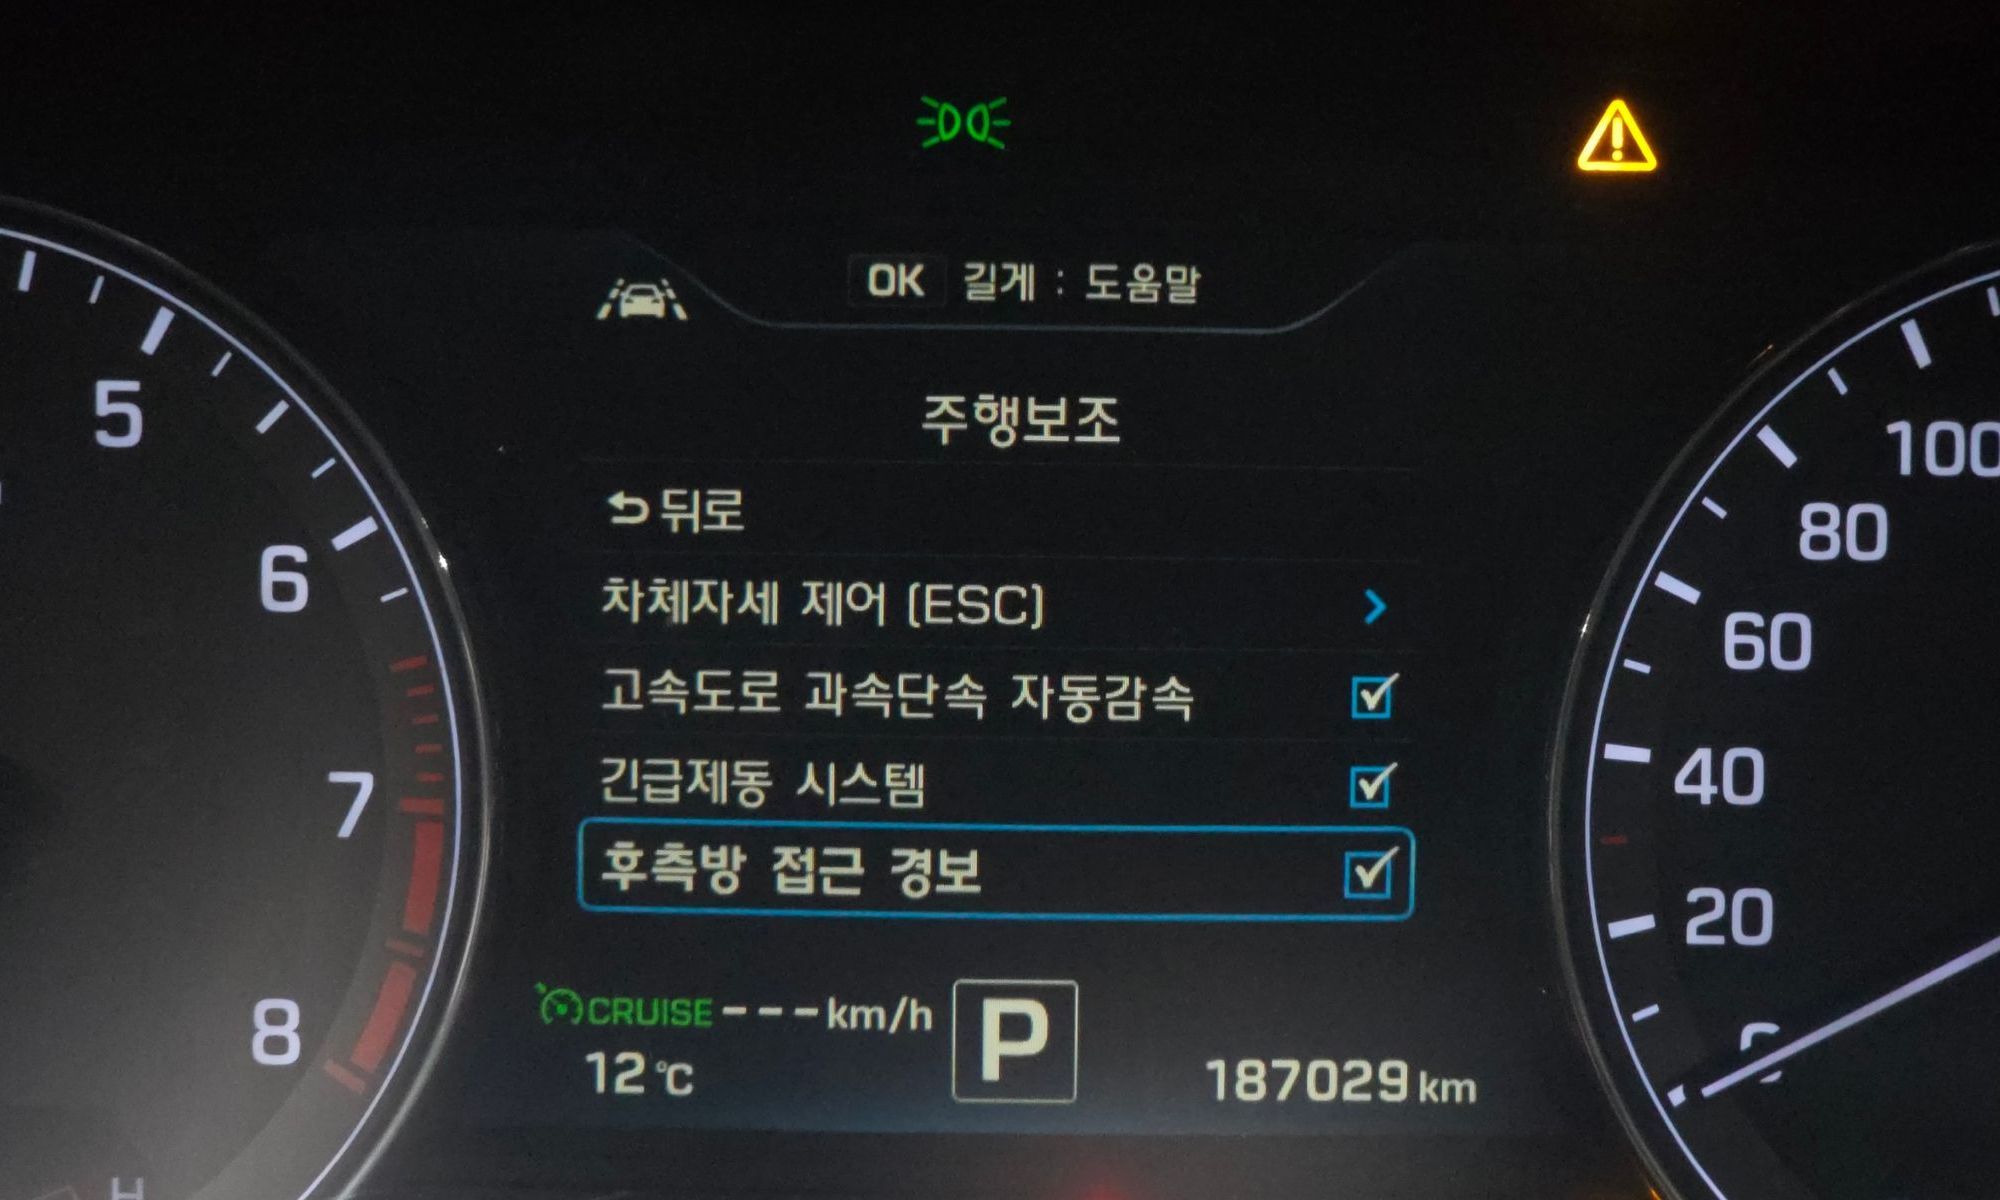 OK 길게 : 도움말
주행보조
뒤로
차체자세 제어 (ESC)
고속도로 과속단속 자동감속
긴급제동 시스템
후측방 접근 경보
CRUISE ---km/h
12℃
P
187029 km
5
6
7
8
H
100
80
60
40
20
0